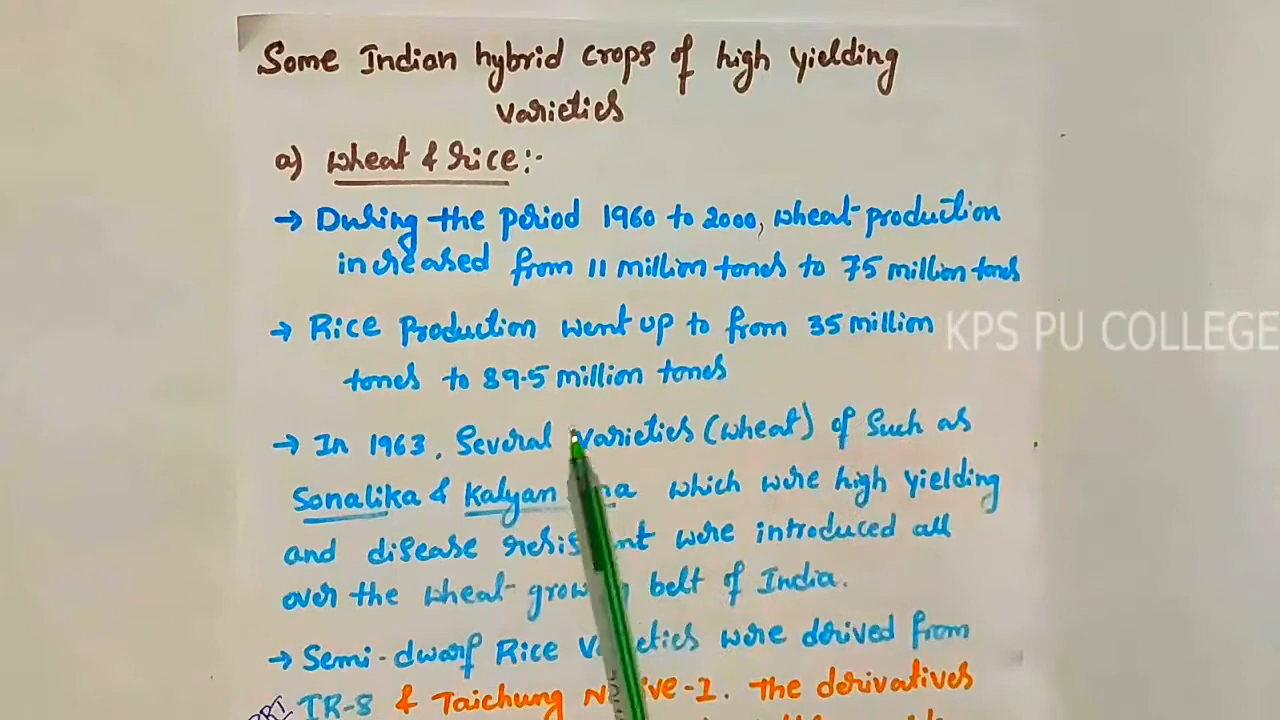 Some Indian hybrid crops of high yielding
varieties
a) wheat & rice:-
→ During the period 1960 to 2000, wheat production
increased from 11 million tones to 75 million tones
→ Rice Production went up to from 35 million
tones to 89.5 million tones
KPS PU COLLEGE
→ In 1963, Several varieties (wheat) of such as
Sonalika & Kalyan which were high yielding
and disease resistant were introduced all
over the wheat-growing belt of India.
→ Semi-dwarf Rice varieties were derived from
IR-8 & Taichung Native-1. The derivatives